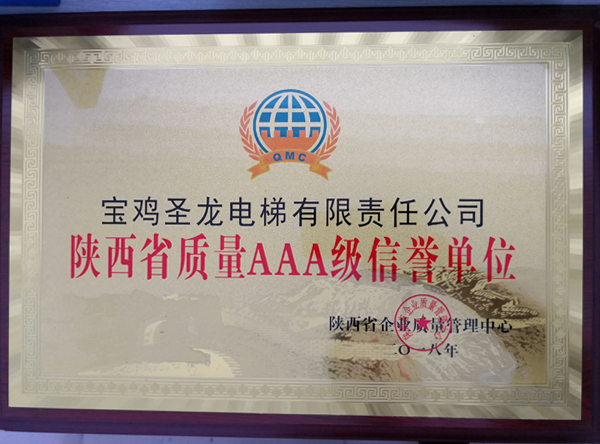 QMC
宝鸡圣龙电梯有限责任公司
陕西省质量AAA级信誉单位
陕西省企业质量管理中心
二〇一八年